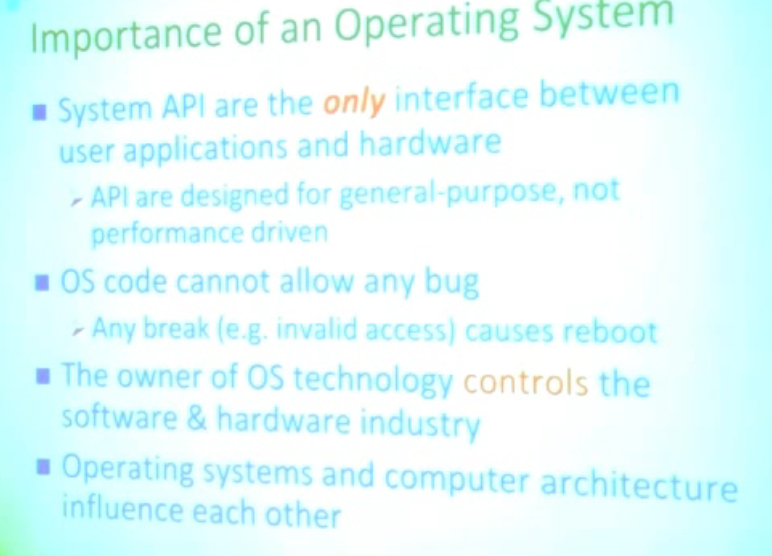 Importance of an Operating System
■ System API are the only interface between
user applications and hardware
➢ API are designed for general-purpose, not
performance driven
■ OS code cannot allow any bug
➢ Any break (e.g. invalid access) causes reboot
■ The owner of OS technology controls the
software & hardware industry
■ Operating systems and computer architecture
influence each other